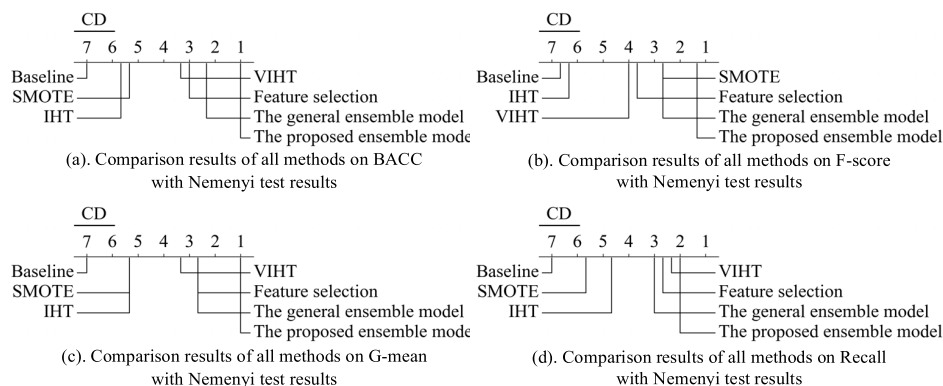 CD
7 6 5 4 3 2 1
Baseline
SMOTE
IHT
VIHT
Feature selection
The general ensemble model
The proposed ensemble mode
(a). Comparison results of all methods on BACC
with Nemenyi test results
CD
7 6 5 4 3 2 1
Baseline
IHT
VIHT
SMOTE
Feature selection
The general ensemble model
The proposed ensemble model
(b). Comparison results of all methods on F-score
with Nemenyi test results
CD
7 6 5 4 3 2 1
Baseline
SMOTE
IHT
VIHT
Feature selection
The general ensemble model
The proposed ensemble mode
(c). Comparison results of all methods on G-mean
with Nemenyi test results
CD
7 6 5 4 3 2 1
Baseline
SMOTE
IHT
VIHT
Feature selection
The general ensemble model
The proposed ensemble model
(d). Comparison results of all methods on Recall
with Nemenyi test results